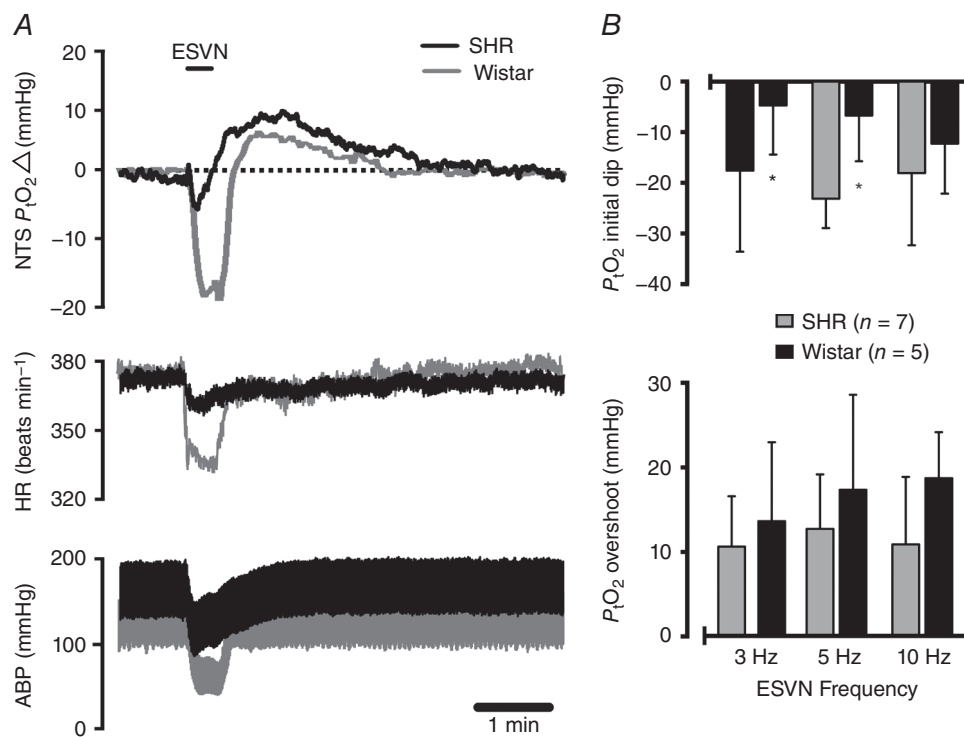 A
ESVN
SHR
Wistar
NTS PtO2 △ (mmHg)
20
10
0
−10
−20
HR (beats min−1)
380
350
320
ABP (mmHg)
200
100
0
1 min
B
PtO2 initial dip (mmHg)
0
−10
−20
−30
−40
*
*
SHR (n = 7)
Wistar (n = 5)
PtO2 overshoot (mmHg)
30
20
10
0
3 Hz 5 Hz 10 Hz
ESVN Frequency